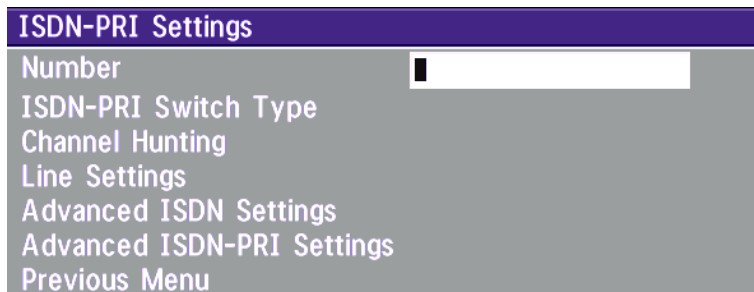 ISDN-PRI Settings
Number
ISDN-PRI Switch Type
Channel Hunting
Line Settings
Advanced ISDN Settings
Advanced ISDN-PRI Settings
Previous Menu